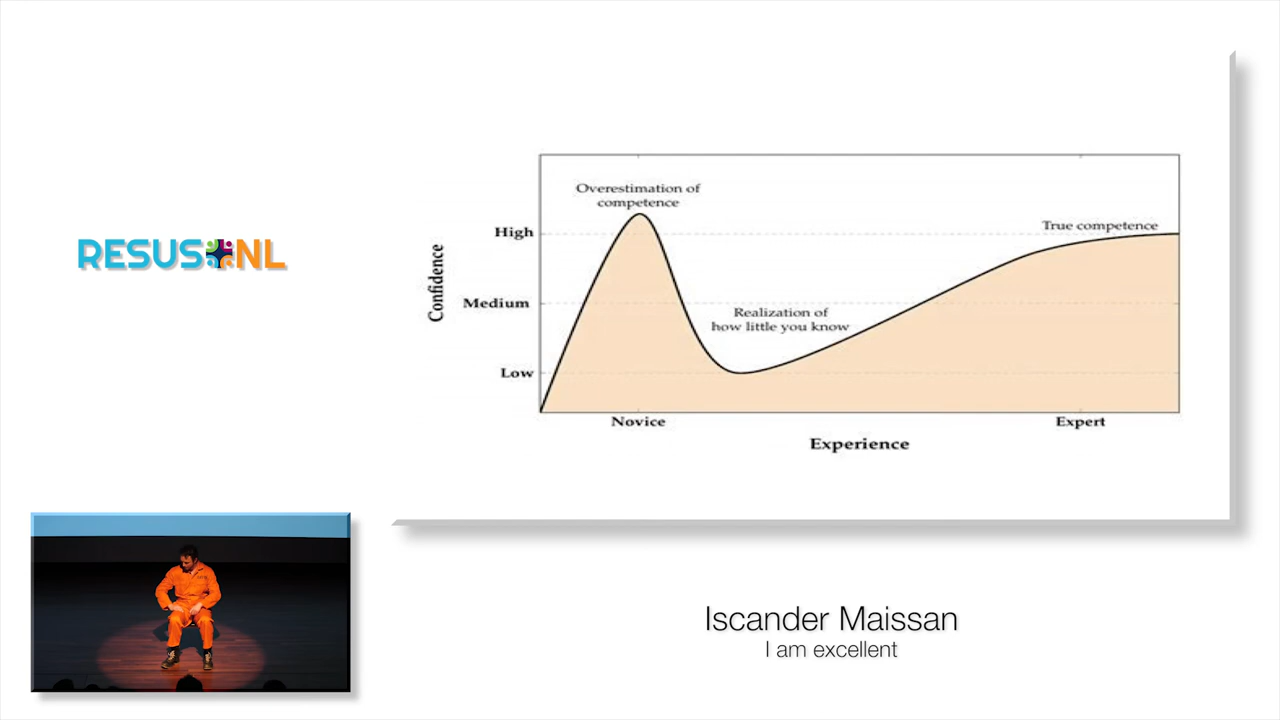 RESUS NL
Overestimation of
competence
True competence
High
Medium
Low
Confidence
Realization of
how little you know
Novice
Expert
Experience
Iscander Maissan
I am excellent